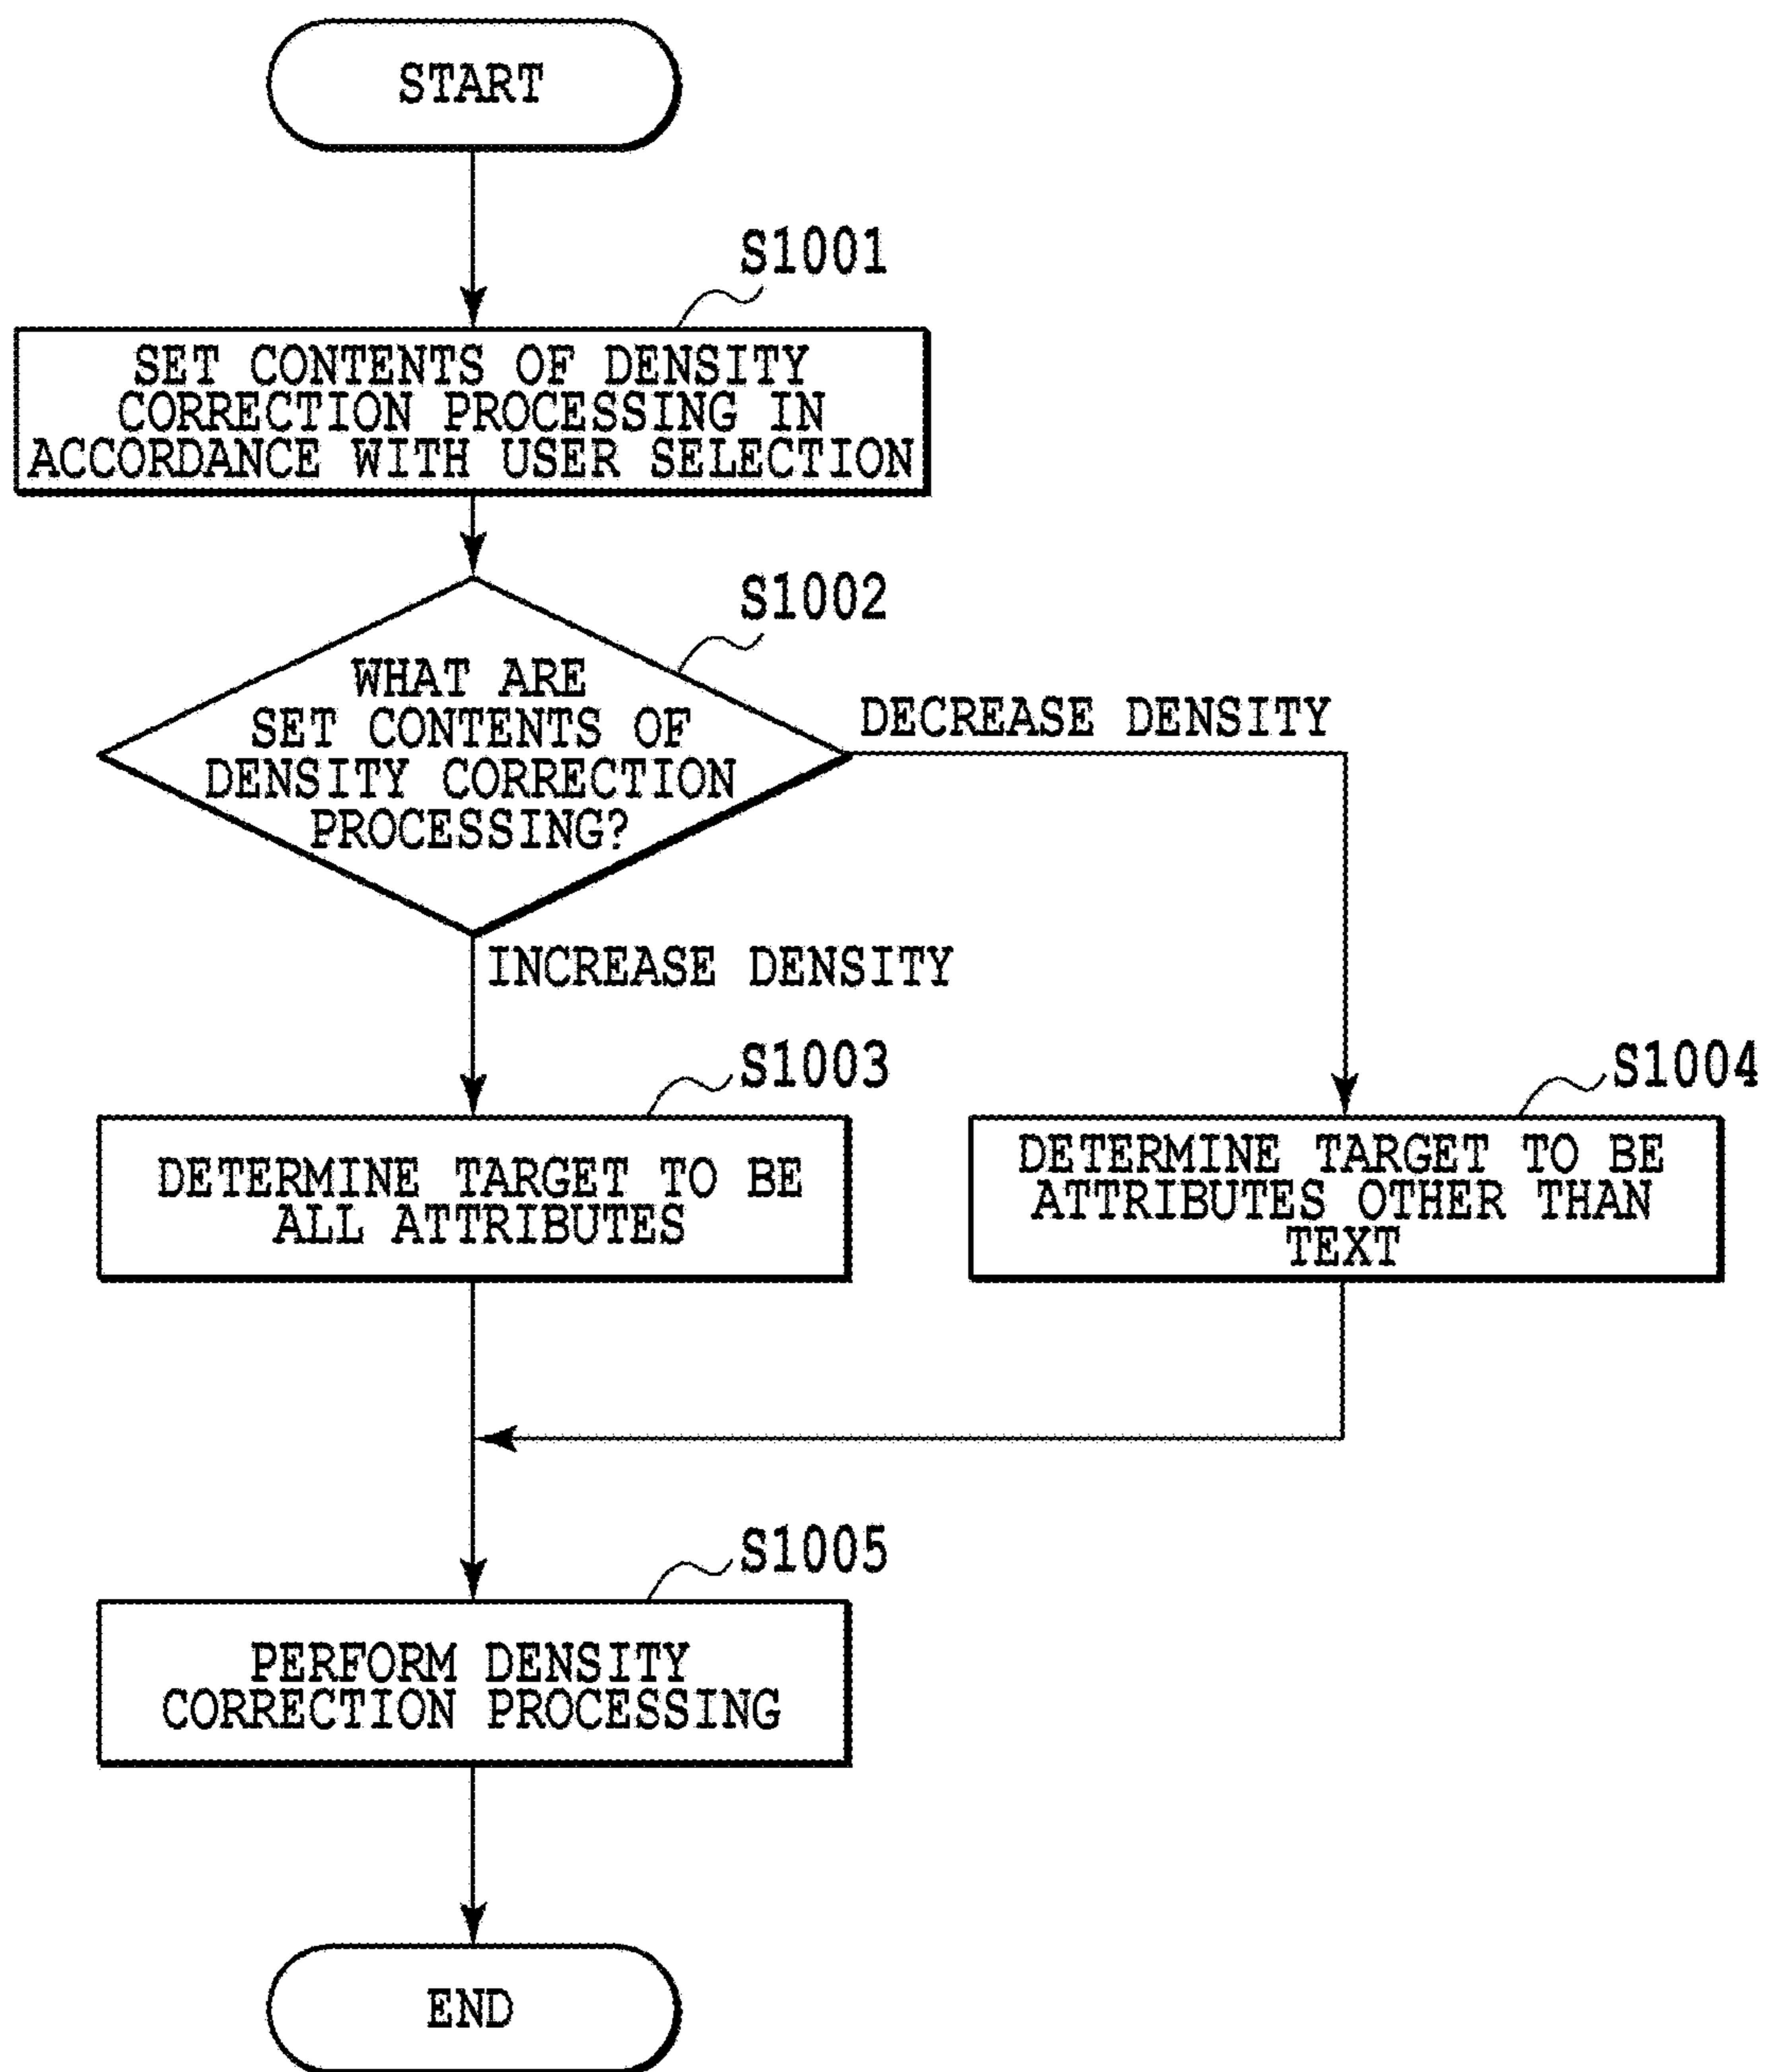 START
S1001
SET CONTENTS OF DENSITY
CORRECTION PROCESSING IN
ACCORDANCE WITH USER SELECTION
S1002
WHAT ARE
SET CONTENTS OF
DENSITY CORRECTION
PROCESSING?
DECREASE DENSITY
INCREASE DENSITY
S1003
DETERMINE TARGET TO BE
ALL ATTRIBUTES
S1004
DETERMINE TARGET TO BE
ATTRIBUTES OTHER THAN
TEXT
S1005
PERFORM DENSITY
CORRECTION PROCESSING
END